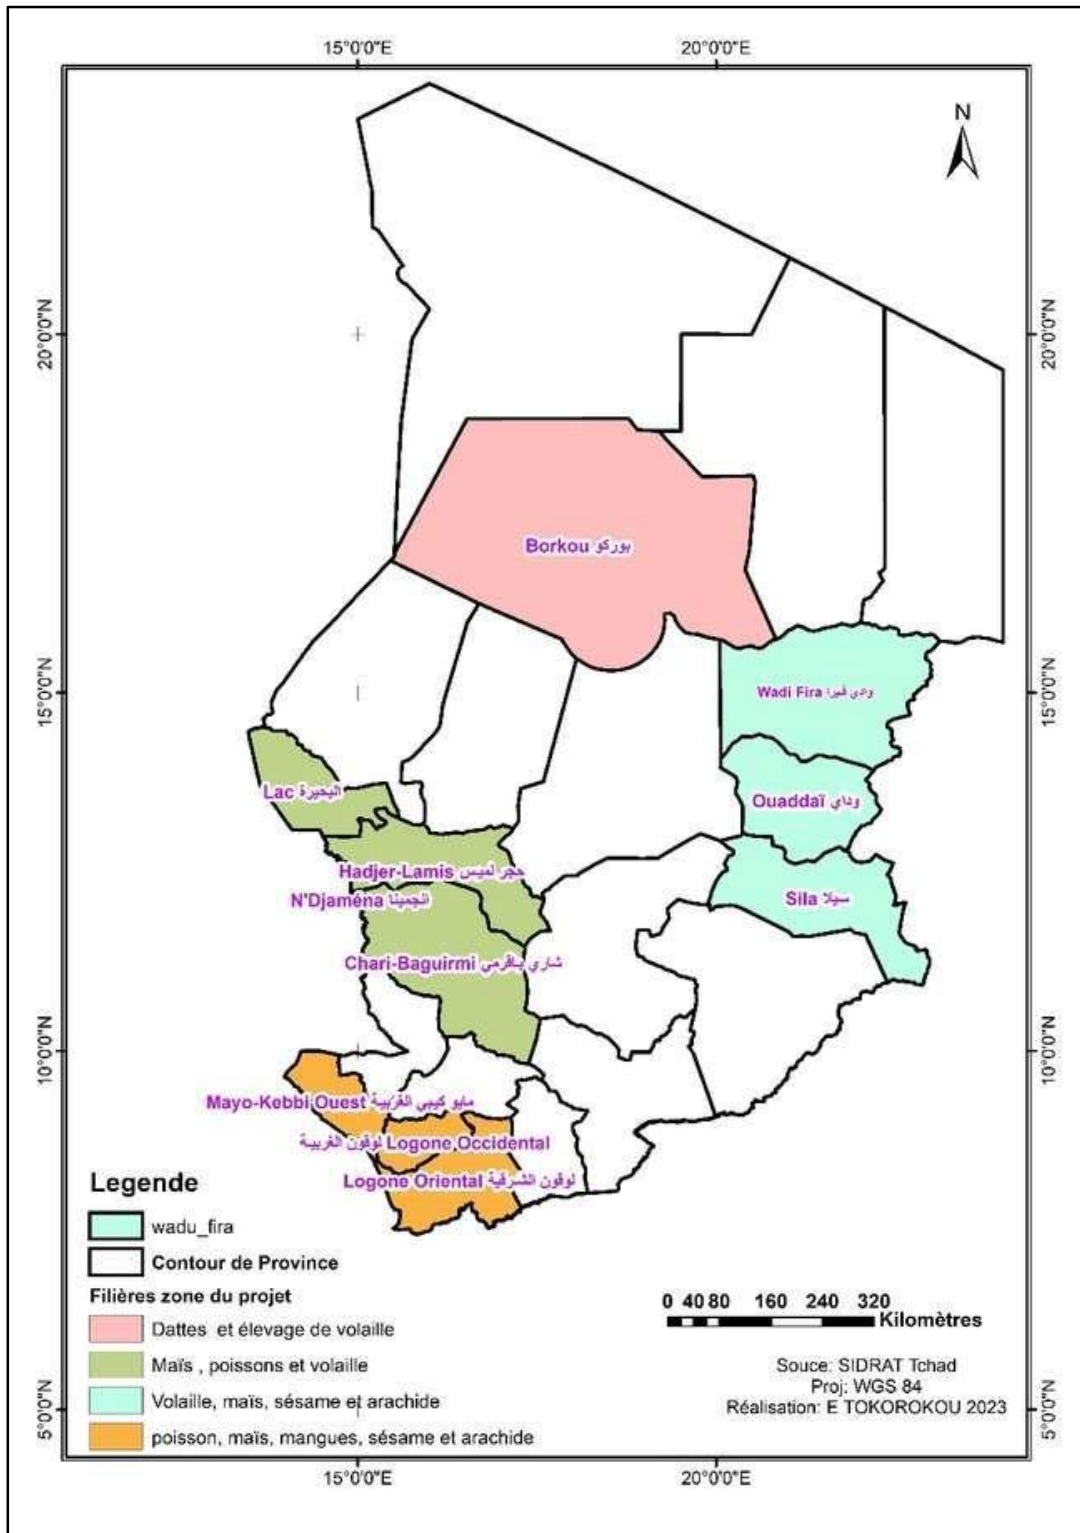 15°0'0"E 20°0'0"E
N
20°0'0"N 20°0'0"N
Borkou بوركو
15°0'0"N 15°0'0"N
Wadi Fira وادي فيرا
Lac البحيرة
Ouaddaï وداي
Hadjer-Lamis حجر لميس
Sila سيلا
N'Djaména انجمينا
Chari-Baguirmi شاري باقرمي
10°0'0"N 10°0'0"N
Mayo-Kebbi Ouest مايو كيبي الغربية
لوقون الغربية Logone Occidental
Logone Oriental لوقون الشرقية
Legende
wadu_fira
Contour de Province
Filières zone du projet
Dattes et élevage de volaille
Maïs , poissons et volaille
Volaille, maïs, sésame et arachide
poisson, maïs, mangues, sésame et arachide
0 40 80 160 240 320
Kilomètres
Souce: SIDRAT Tchad
Proj: WGS 84
Réalisation: E TOKOROKOU 2023
5°0'0"N 5°0'0"N
15°0'0"E 20°0'0"E